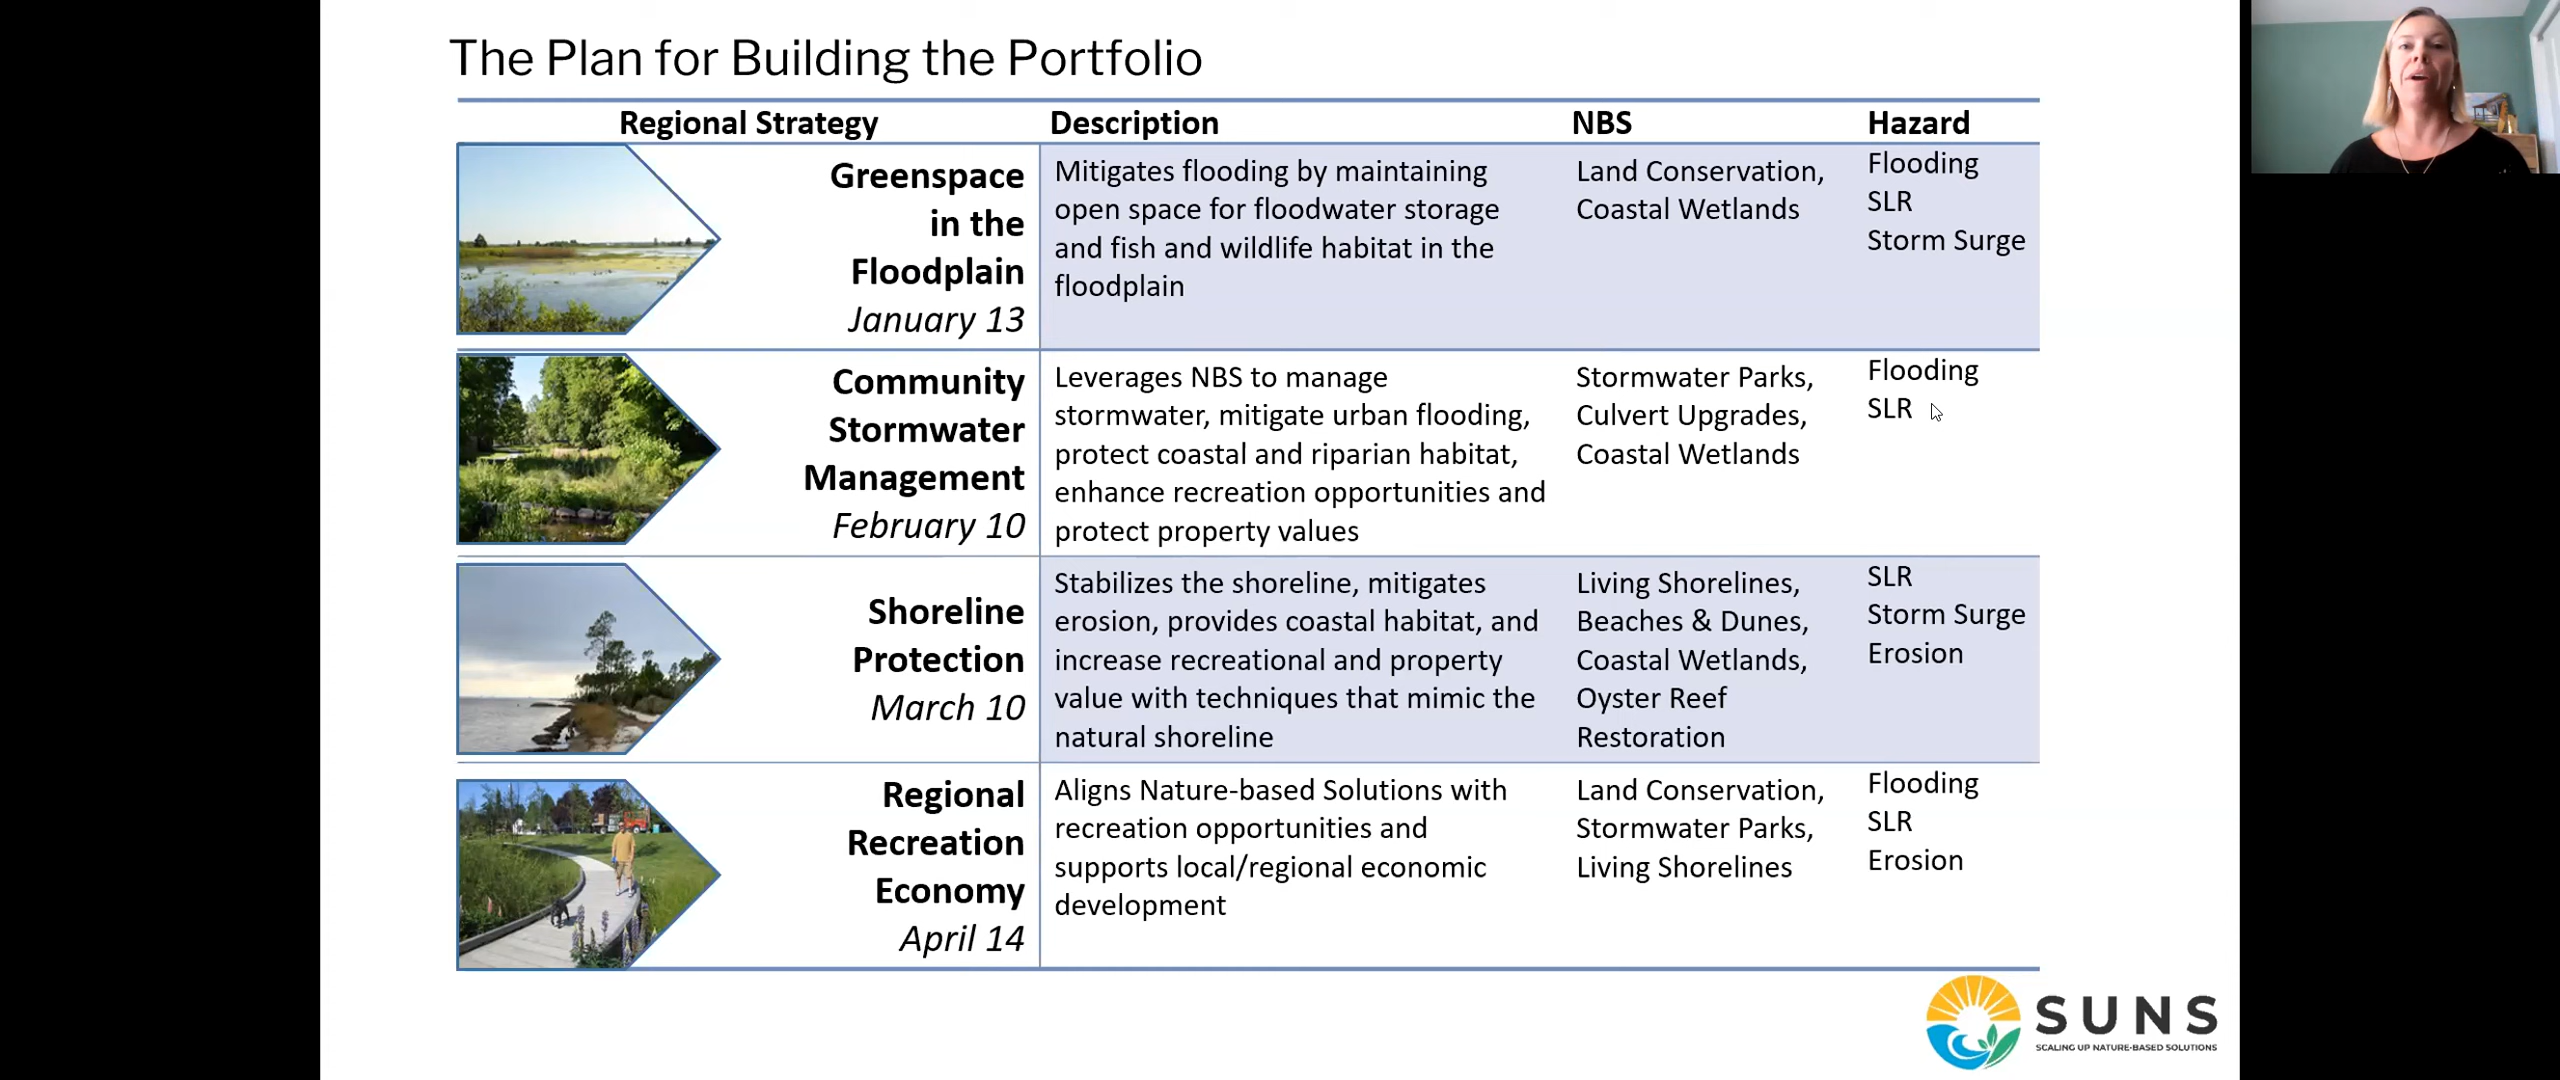 The Plan for Building the Portfolio
Regional Strategy
Description
NBS
Hazard
Greenspace
in the
Floodplain
January 13
Mitigates flooding by maintaining
open space for floodwater storage
and fish and wildlife habitat in the
floodplain
Land Conservation,
Coastal Wetlands
Flooding
SLR
Storm Surge
Community
Stormwater
Management
February 10
Leverages NBS to manage
stormwater, mitigate urban flooding,
protect coastal and riparian habitat,
enhance recreation opportunities and
protect property values
Stormwater Parks,
Culvert Upgrades,
Coastal Wetlands
Flooding
SLR
Shoreline
Protection
March 10
Stabilizes the shoreline, mitigates
erosion, provides coastal habitat, and
increase recreational and property
value with techniques that mimic the
natural shoreline
Living Shorelines,
Beaches & Dunes,
Coastal Wetlands,
Oyster Reef
Restoration
SLR
Storm Surge
Erosion
Regional
Recreation
Economy
April 14
Aligns Nature-based Solutions with
recreation opportunities and
supports local/regional economic
development
Land Conservation,
Stormwater Parks,
Living Shorelines
Flooding
SLR
Erosion
SUNS
SCALING UP NATURE-BASED SOLUTIONS